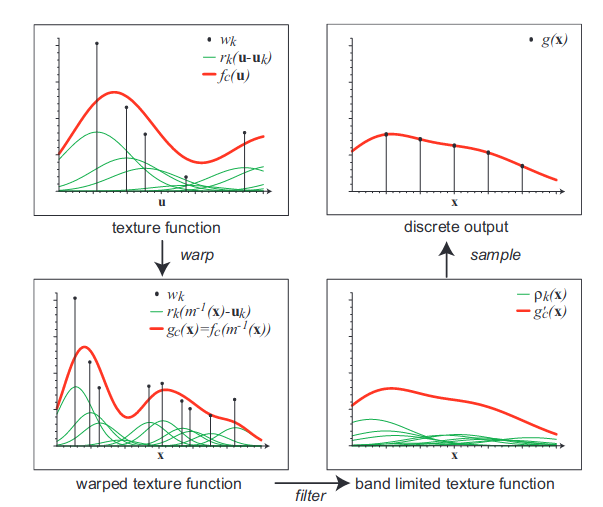 wk
rk(u-uk)
fc(u)
u
texture function
warp
g(x)
x
discrete output
sample
wk
rk(m-1(x)-uk)
gc(x)=fc(m-1(x))
x
warped texture function
filter
ρk(x)
g'c(x)
x
band limited texture function